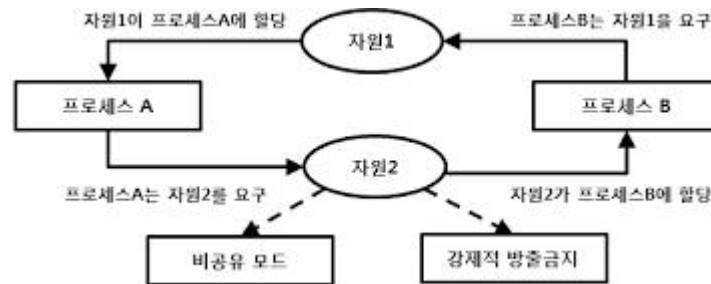 자원1이 프로세스A에 할당
자원1
프로세스B는 자원1을 요구
프로세스 A
프로세스 B
자원2
프로세스A는 자원2를 요구
자원2가 프로세스B에 할당
비공유 모드
강제적 방출금지